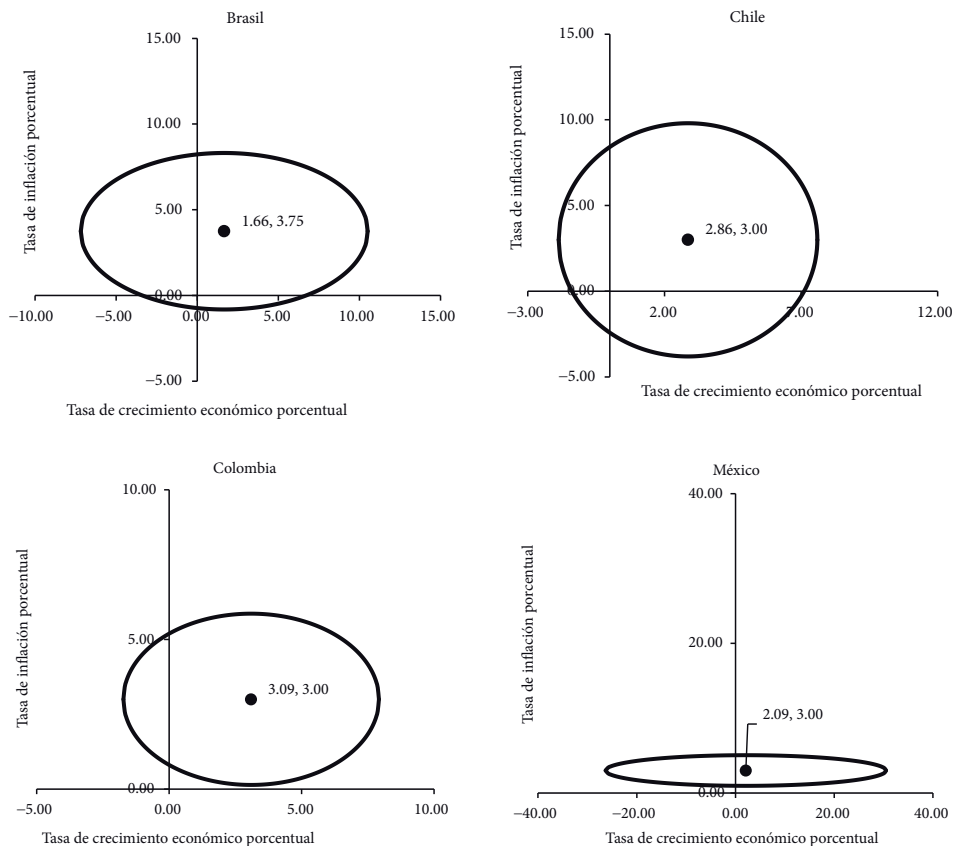 Brasil
15.00
10.00
5.00
0.00
−5.00
−10.00 −5.00 0.00 5.00 10.00 15.00
1.66, 3.75
Tasa de inflación porcentual
Tasa de crecimiento económico porcentual
Chile
15.00
10.00
5.00
0.00
−5.00
−3.00 2.00 7.00 12.00
2.86, 3.00
Tasa de inflación porcentual
Tasa de crecimiento económico porcentual
Colombia
10.00
5.00
0.00
−5.00 0.00 5.00 10.00
3.09, 3.00
Tasa de inflación porcentual
Tasa de crecimiento económico porcentual
México
40.00
20.00
0.00
−40.00 −20.00 0.00 20.00 40.00
2.09, 3.00
Tasa de inflación porcentual
Tasa de crecimiento económico porcentual